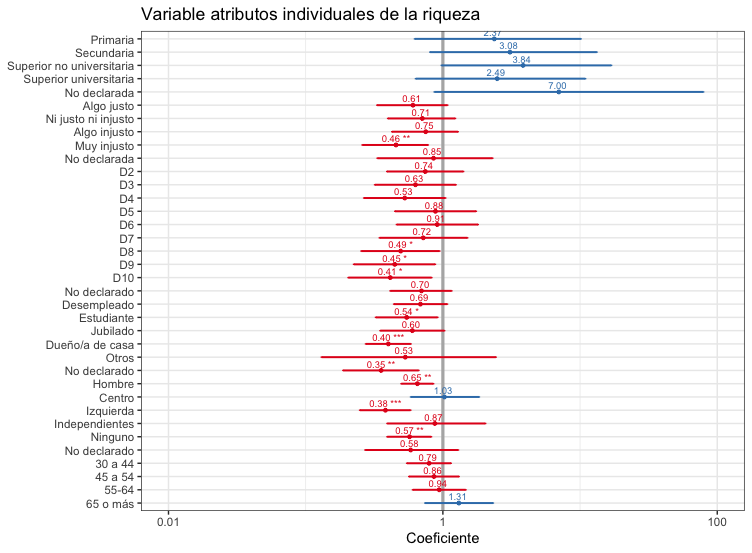 Variable atributos individuales de la riqueza
Primaria 2.37
Secundaria 3.08
Superior no universitaria 3.84
Superior universitaria 2.49
No declarada 7.00
Algo justo 0.61
Ni justo ni injusto 0.71
Algo injusto 0.75
Muy injusto 0.46 **
No declarada 0.85
D2 0.74
D3 0.63
D4 0.53
D5 0.88
D6 0.91
D7 0.72
D8 0.49 *
D9 0.45 *
D10 0.41 *
No declarado 0.70
Desempleado 0.69
Estudiante 0.54 *
Jubilado 0.60
Dueño/a de casa 0.40 ***
Otros 0.53
No declarado 0.35 **
Hombre 0.65 **
Centro 1.03
Izquierda 0.38 ***
Independientes 0.87
Ninguno 0.57 **
No declarado 0.58
30 a 44 0.79
45 a 54 0.86
55-64 0.94
65 o más 1.31
0.01 1 100
Coeficiente